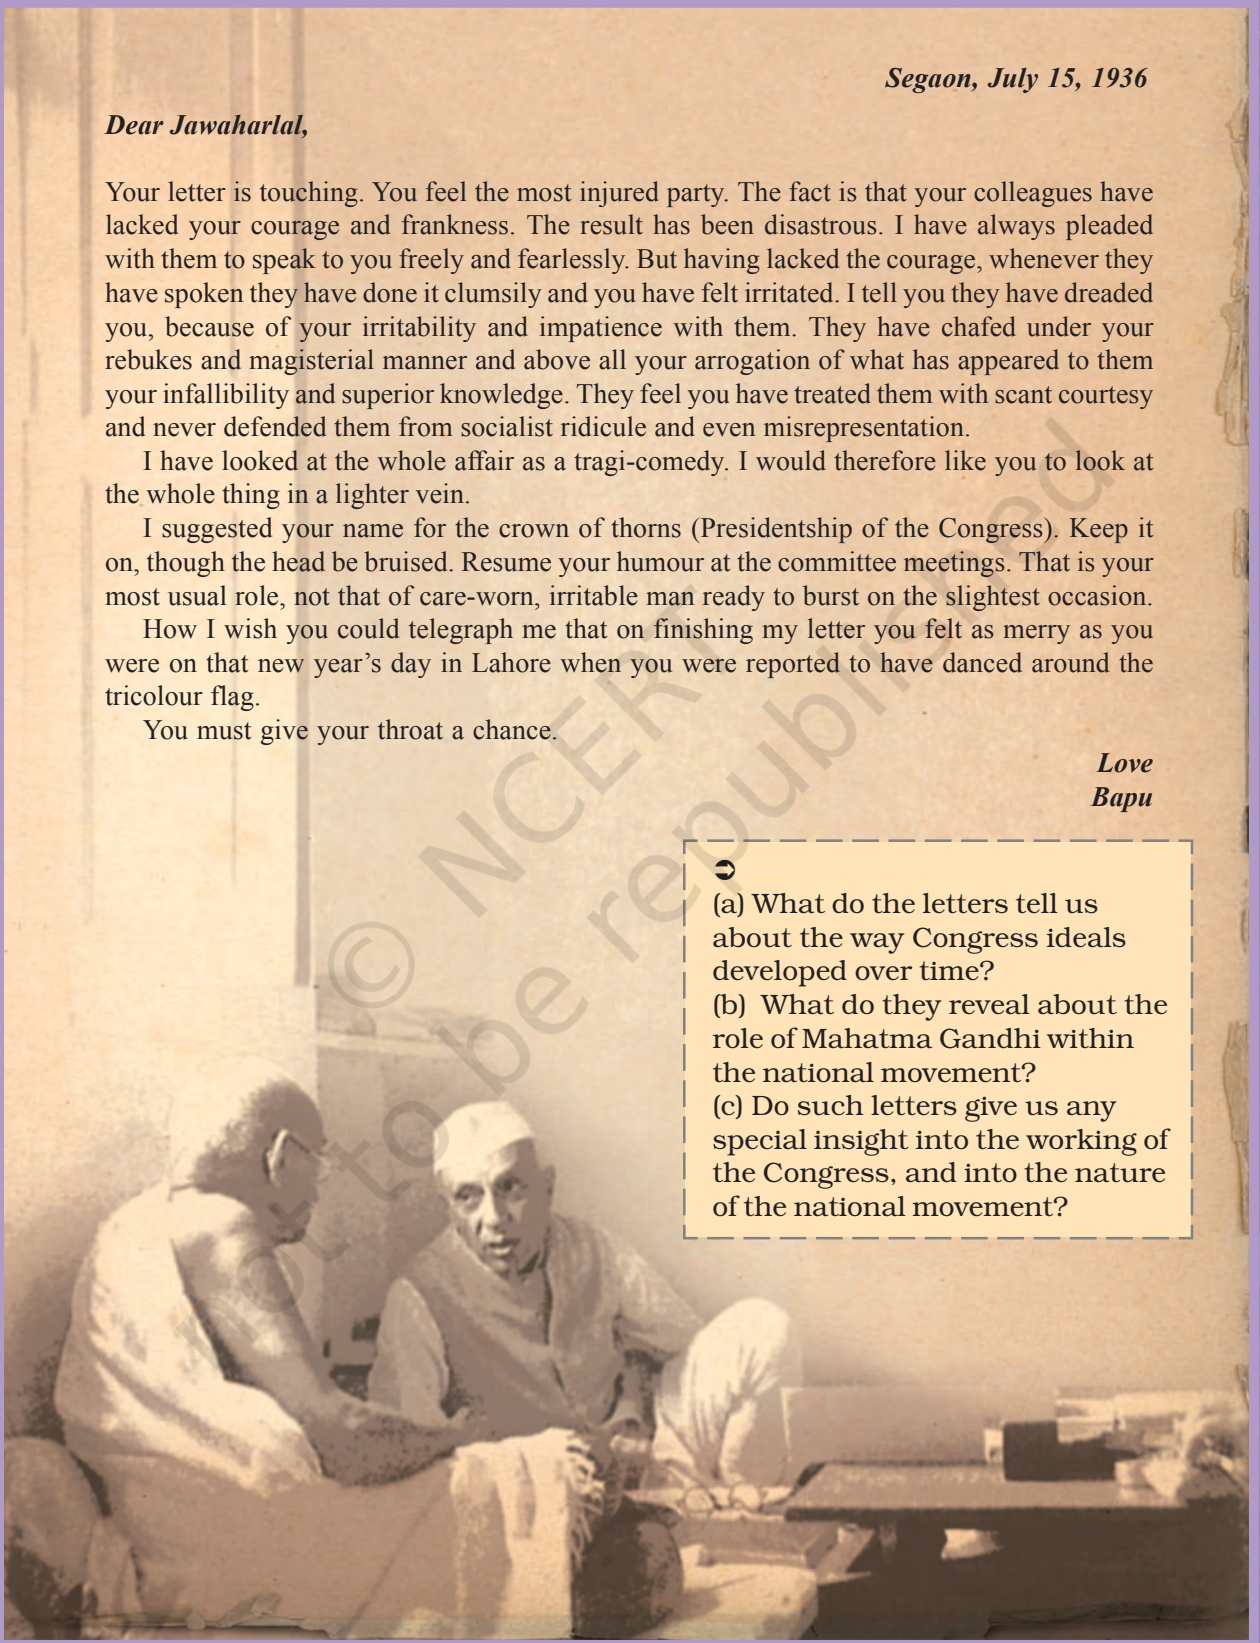 Segaon, July 15, 1936
Dear Jawaharlal,
Your letter is touching. You feel the most injured party. The fact is that your colleagues have
lacked your courage and frankness. The result has been disastrous. I have always pleaded
with them to speak to you freely and fearlessly. But having lacked the courage, whenever they
have spoken they have done it clumsily and you have felt irritated. I tell you they have dreaded
you, because of your irritability and impatience with them. They have chafed under your
rebukes and magisterial manner and above all your arrogation of what has appeared to them
your infallibility and superior knowledge. They feel you have treated them with scant courtesy
and never defended them from socialist ridicule and even misrepresentation.
I have looked at the whole affair as a tragi-comedy. I would therefore like you to look at
the whole thing in a lighter vein.
I suggested your name for the crown of thorns (Presidentship of the Congress). Keep it
on, though the head be bruised. Resume your humour at the committee meetings. That is your
most usual role, not that of care-worn, irritable man ready to burst on the slightest occasion.
How I wish you could telegraph me that on finishing my letter you felt as merry as you
were on that new year's day in Lahore when you were reported to have danced around the
tricolour flag.
You must give your throat a chance.
Love
Bapu
(a) What do the letters tell us
about the way Congress ideals
developed over time?
(b) What do they reveal about the
role of Mahatma Gandhi within
the national movement?
(c) Do such letters give us any
special insight into the working of
the Congress, and into the nature
of the national movement?
© NCERT
not to be republished